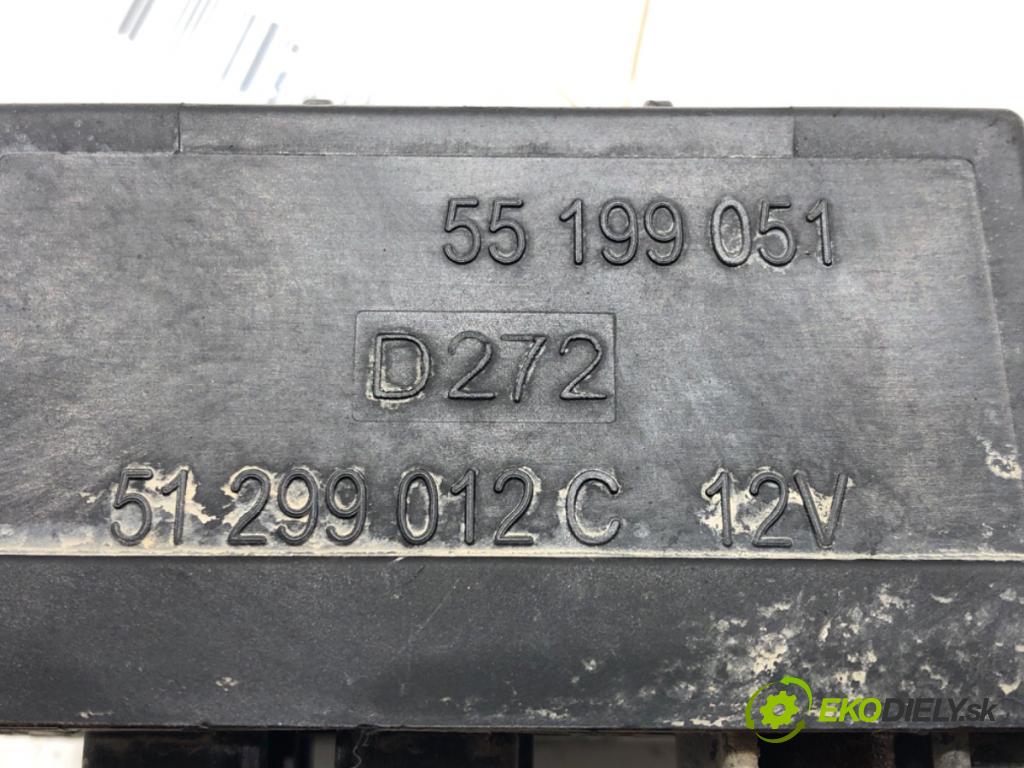 55 199 051
D272
51 299 012 C 12V
EKODIELY.sk